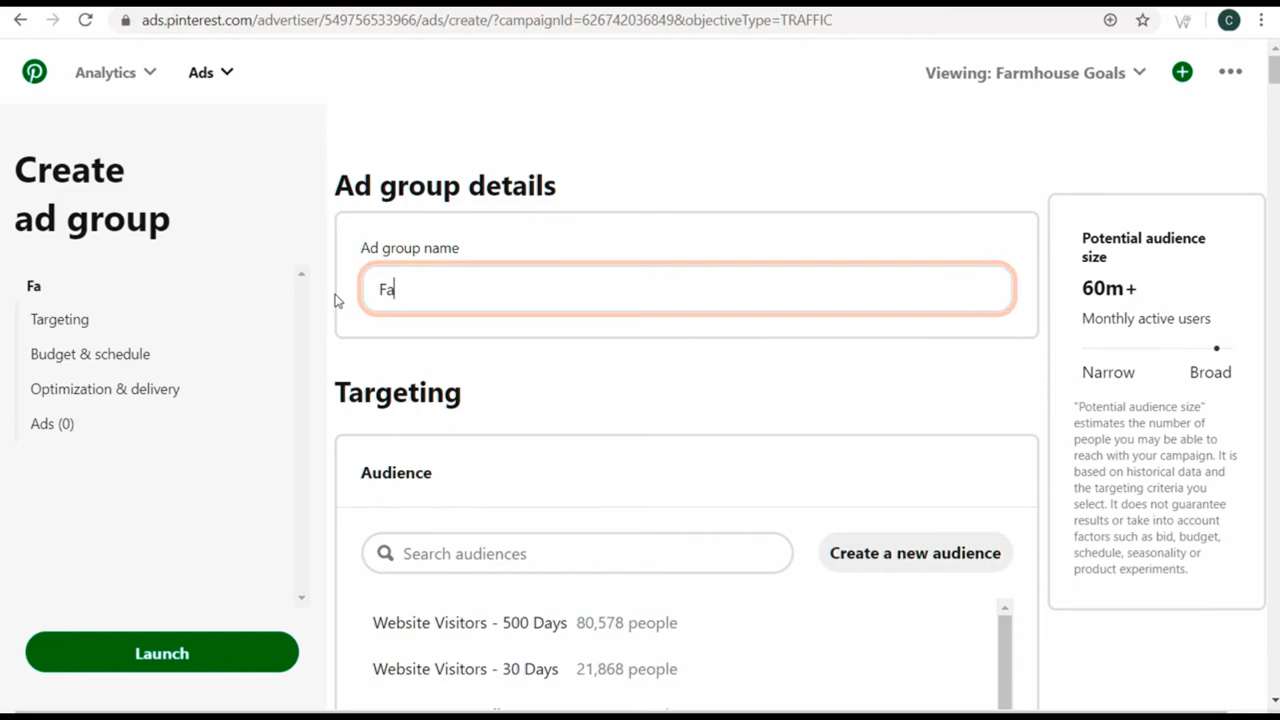 ads.pinterest.com/advertiser/549756533966/ads/create/?campaignId=626742036849&objectiveType=TRAFFIC
C
Analytics
Ads
Viewing: Farmhouse Goals
Create
ad group
Fa
Targeting
Budget & schedule
Optimization & delivery
Ads (0)
Launch
Ad group details
Ad group name
Fa
Targeting
Audience
Search audiences
Create a new audience
Website Visitors - 500 Days 80,578 people
Website Visitors - 30 Days 21,868 people
Potential audience
size
60m+
Monthly active users
Narrow Broad
"Potential audience size"
estimates the number of
people you may be able to
reach with your campaign. It is
based on historical data and
the targeting criteria you
select. It does not guarantee
results or take into account
factors such as bid, budget,
schedule, seasonality or
product experiments.